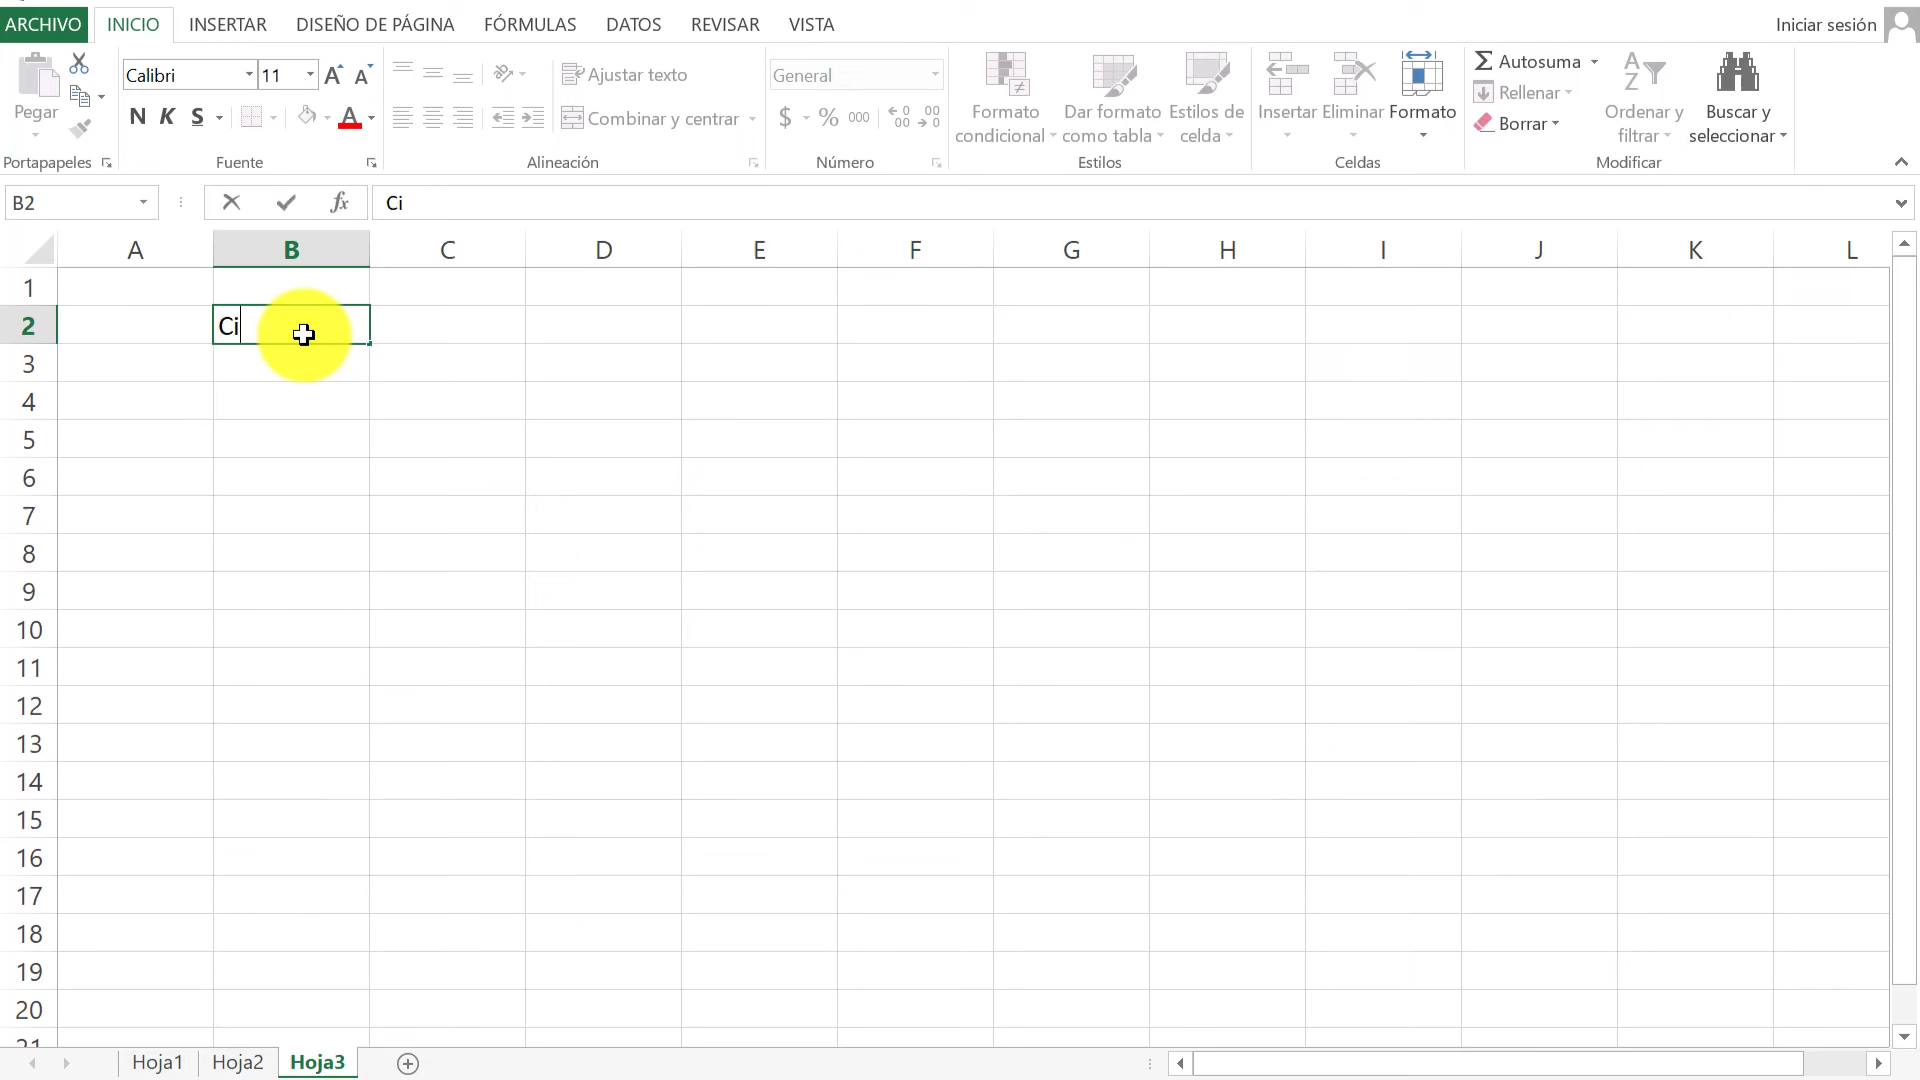 ARCHIVO INICIO INSERTAR DISEÑO DE PÁGINA FÓRMULAS DATOS REVISAR VISTA Iniciar sesión
Calibri 11 Ajustar texto General Autosuma
Pegar Formato Dar formato Estilos de Insertar Eliminar Formato Rellenar Ordenar y Buscar y
N K S A Combinar y centrar $ % 000 condicional como tabla celda Borrar filtrar seleccionar
Portapapeles Fuente Alineación Número Estilos Celdas Modificar
B2 fx Ci
A B C D E F G H I J K L
1
2 Ci
3
4
5
6
7
8
9
10
11
12
13
14
15
16
17
18
19
20
21
Hoja1 Hoja2 Hoja3